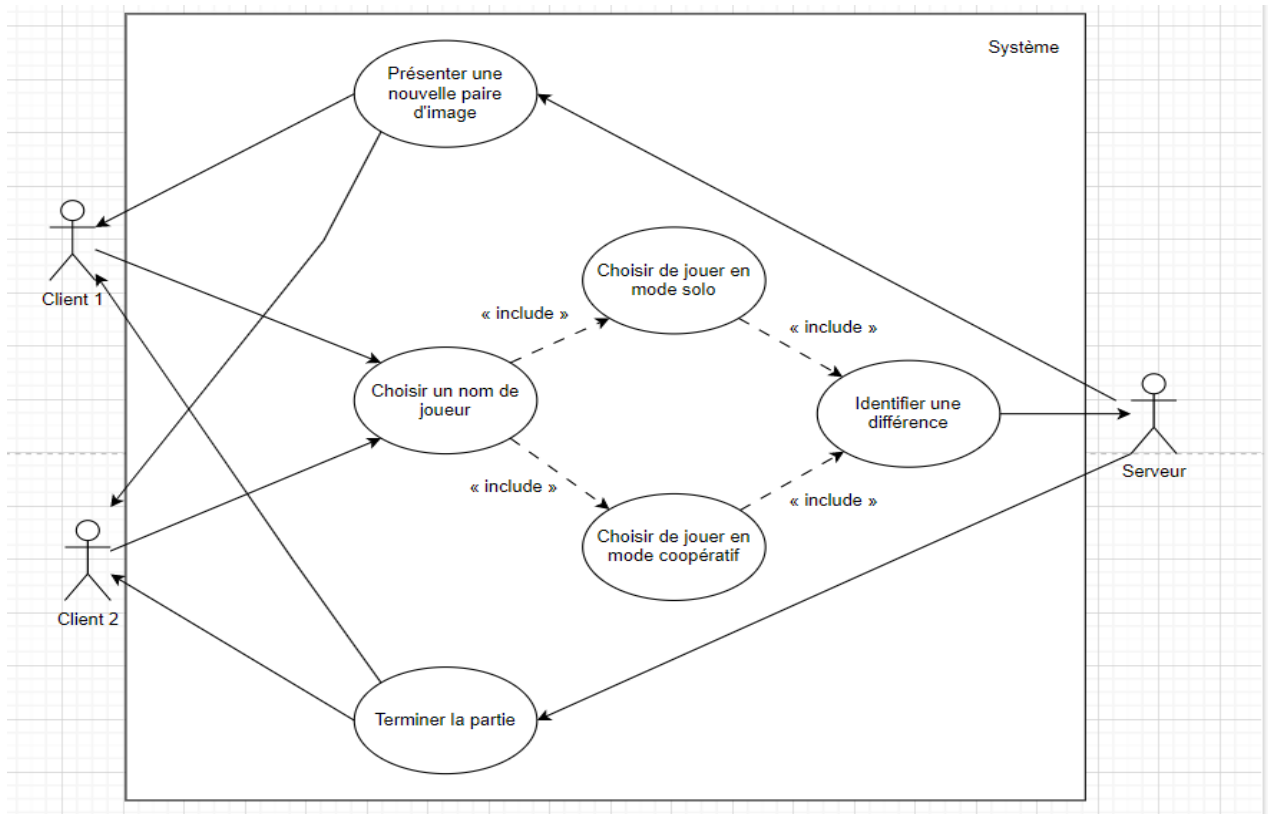 Système
Présenter une
nouvelle paire
d'image
Client 1
Choisir de jouer en
mode solo
« include »
« include »
Choisir un nom de
joueur
Identifier une
différence
Serveur
« include »
« include »
Choisir de jouer en
mode coopératif
Client 2
Terminer la partie